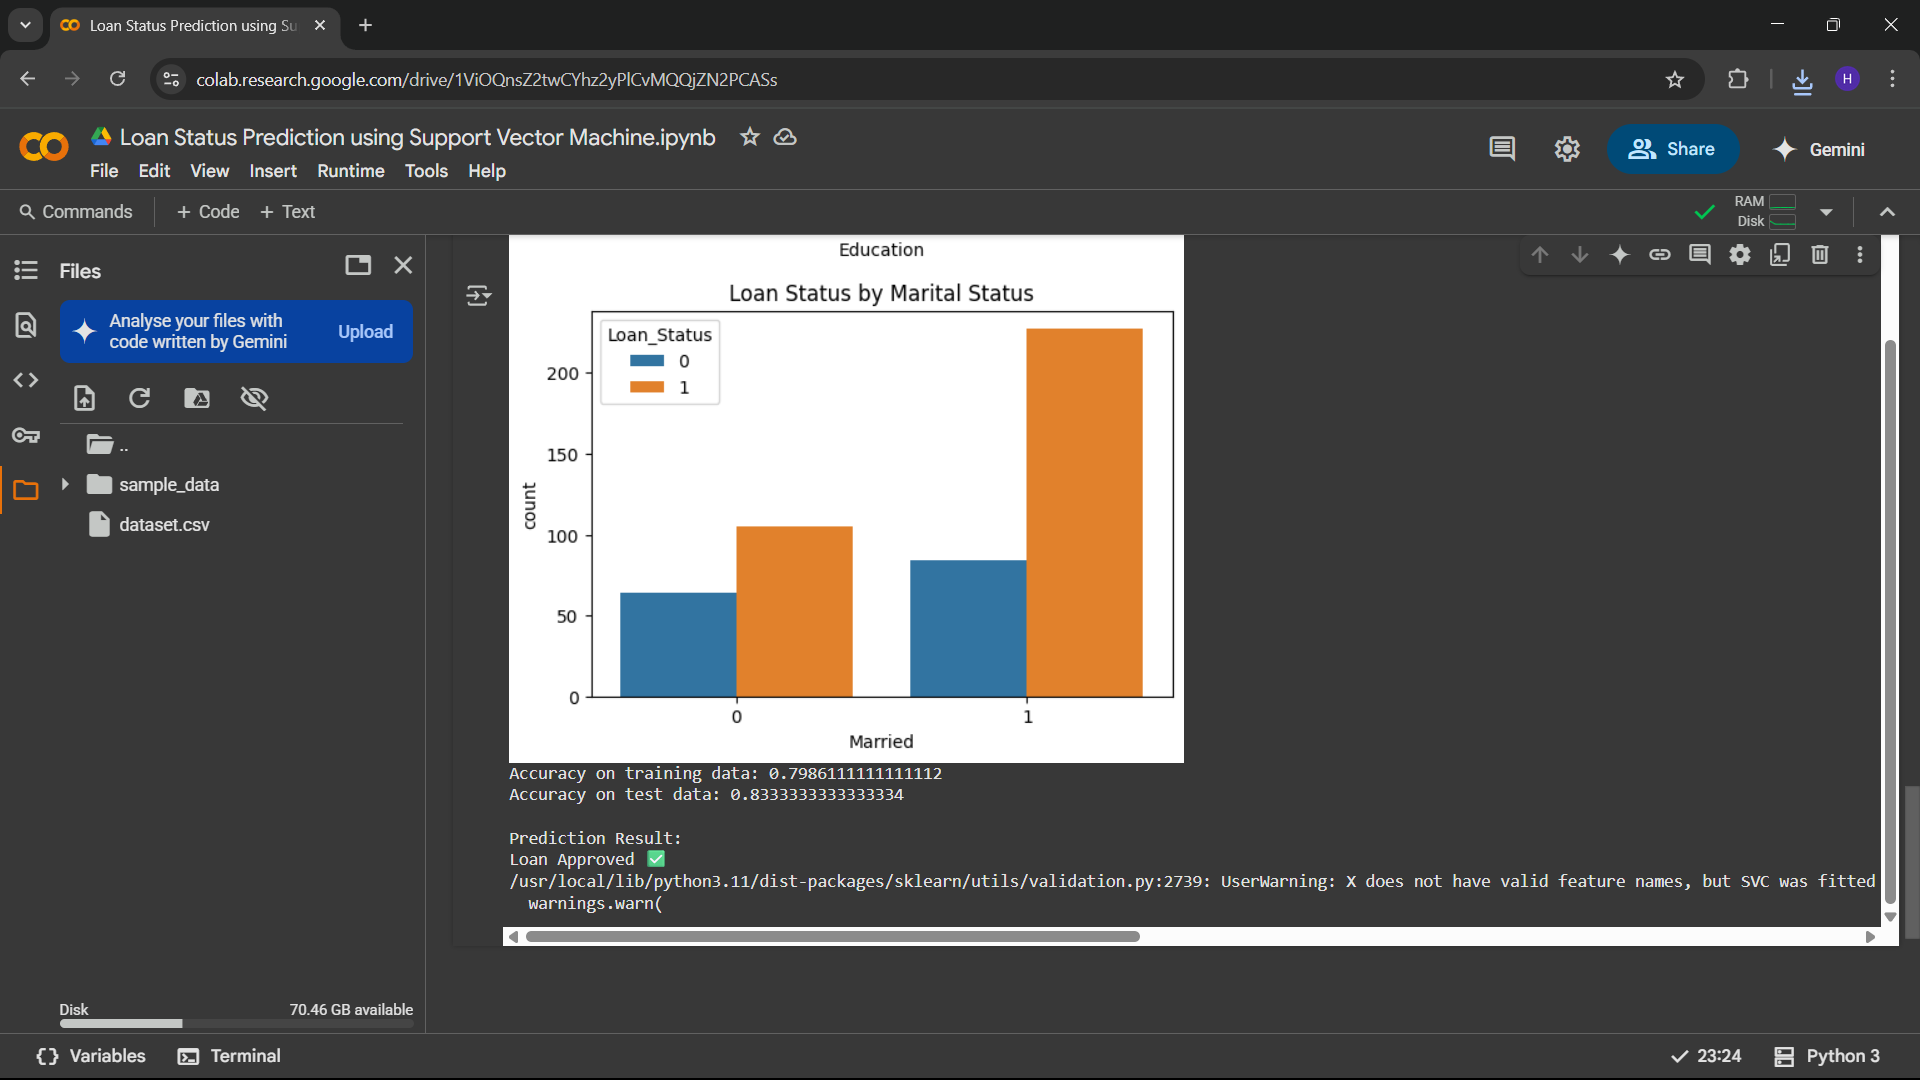 Loan Status Prediction using Su
colab.research.google.com/drive/1ViOQnsZ2twCYhz2yPlCvMQQjZN2PCASs
H
Loan Status Prediction using Support Vector Machine.ipynb
File Edit View Insert Runtime Tools Help
Share
Gemini
Commands + Code + Text
RAM
Disk
Files
Analyse your files with
code written by Gemini
Upload
..
sample_data
dataset.csv
Disk 70.46 GB available
Education
Loan Status by Marital Status
Loan_Status
0
1
200
150
100
50
0
count
0 1
Married
Accuracy on training data: 0.7986111111111112
Accuracy on test data: 0.8333333333333334
Prediction Result:
Loan Approved ✅
/usr/local/lib/python3.11/dist-packages/sklearn/utils/validation.py:2739: UserWarning: X does not have valid feature names, but SVC was fitted
warnings.warn(
Variables Terminal
23:24 Python 3